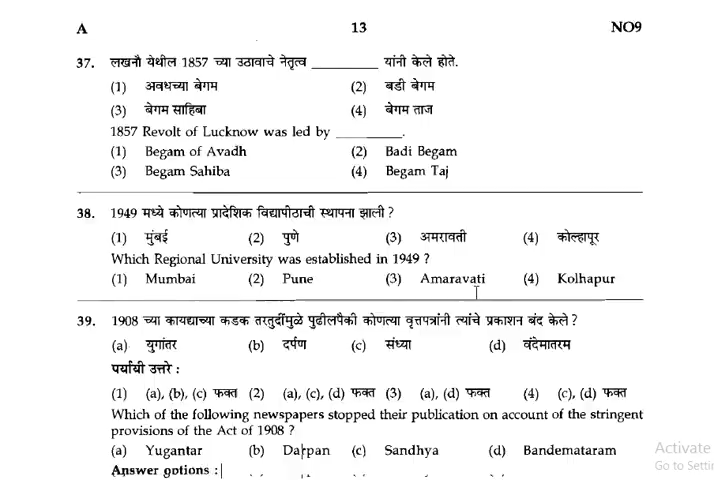 A 13 NO9
37. लखनौ येथील 1857 च्या उठावाचे नेतृत्व __________ यांनी केले होते.
(1) अवधच्या बेगम (2) बडी बेगम
(3) बेगम साहिबा (4) बेगम ताज
1857 Revolt of Lucknow was led by __________.
(1) Begam of Avadh (2) Badi Begam
(3) Begam Sahiba (4) Begam Taj
38. 1949 मध्ये कोणत्या प्रादेशिक विद्यापीठाची स्थापना झाली ?
(1) मुंबई (2) पुणे (3) अमरावती (4) कोल्हापूर
Which Regional University was established in 1949 ?
(1) Mumbai (2) Pune (3) Amaravati (4) Kolhapur
39. 1908 च्या कायद्याच्या कडक तरतुदींमुळे पुढीलपैकी कोणत्या वृत्तपत्रांनी त्यांचे प्रकाशन बंद केले ?
(a) युगांतर (b) दर्पण (c) संध्या (d) वंदेमातरम
पर्यायी उत्तरे :
(1) (a), (b), (c) फक्त (2) (a), (c), (d) फक्त (3) (a), (d) फक्त (4) (c), (d) फक्त
Which of the following newspapers stopped their publication on account of the stringent
provisions of the Act of 1908 ?
(a) Yugantar (b) Darpan (c) Sandhya (d) Bandemataram
Answer options :
Activate
Go to Settin